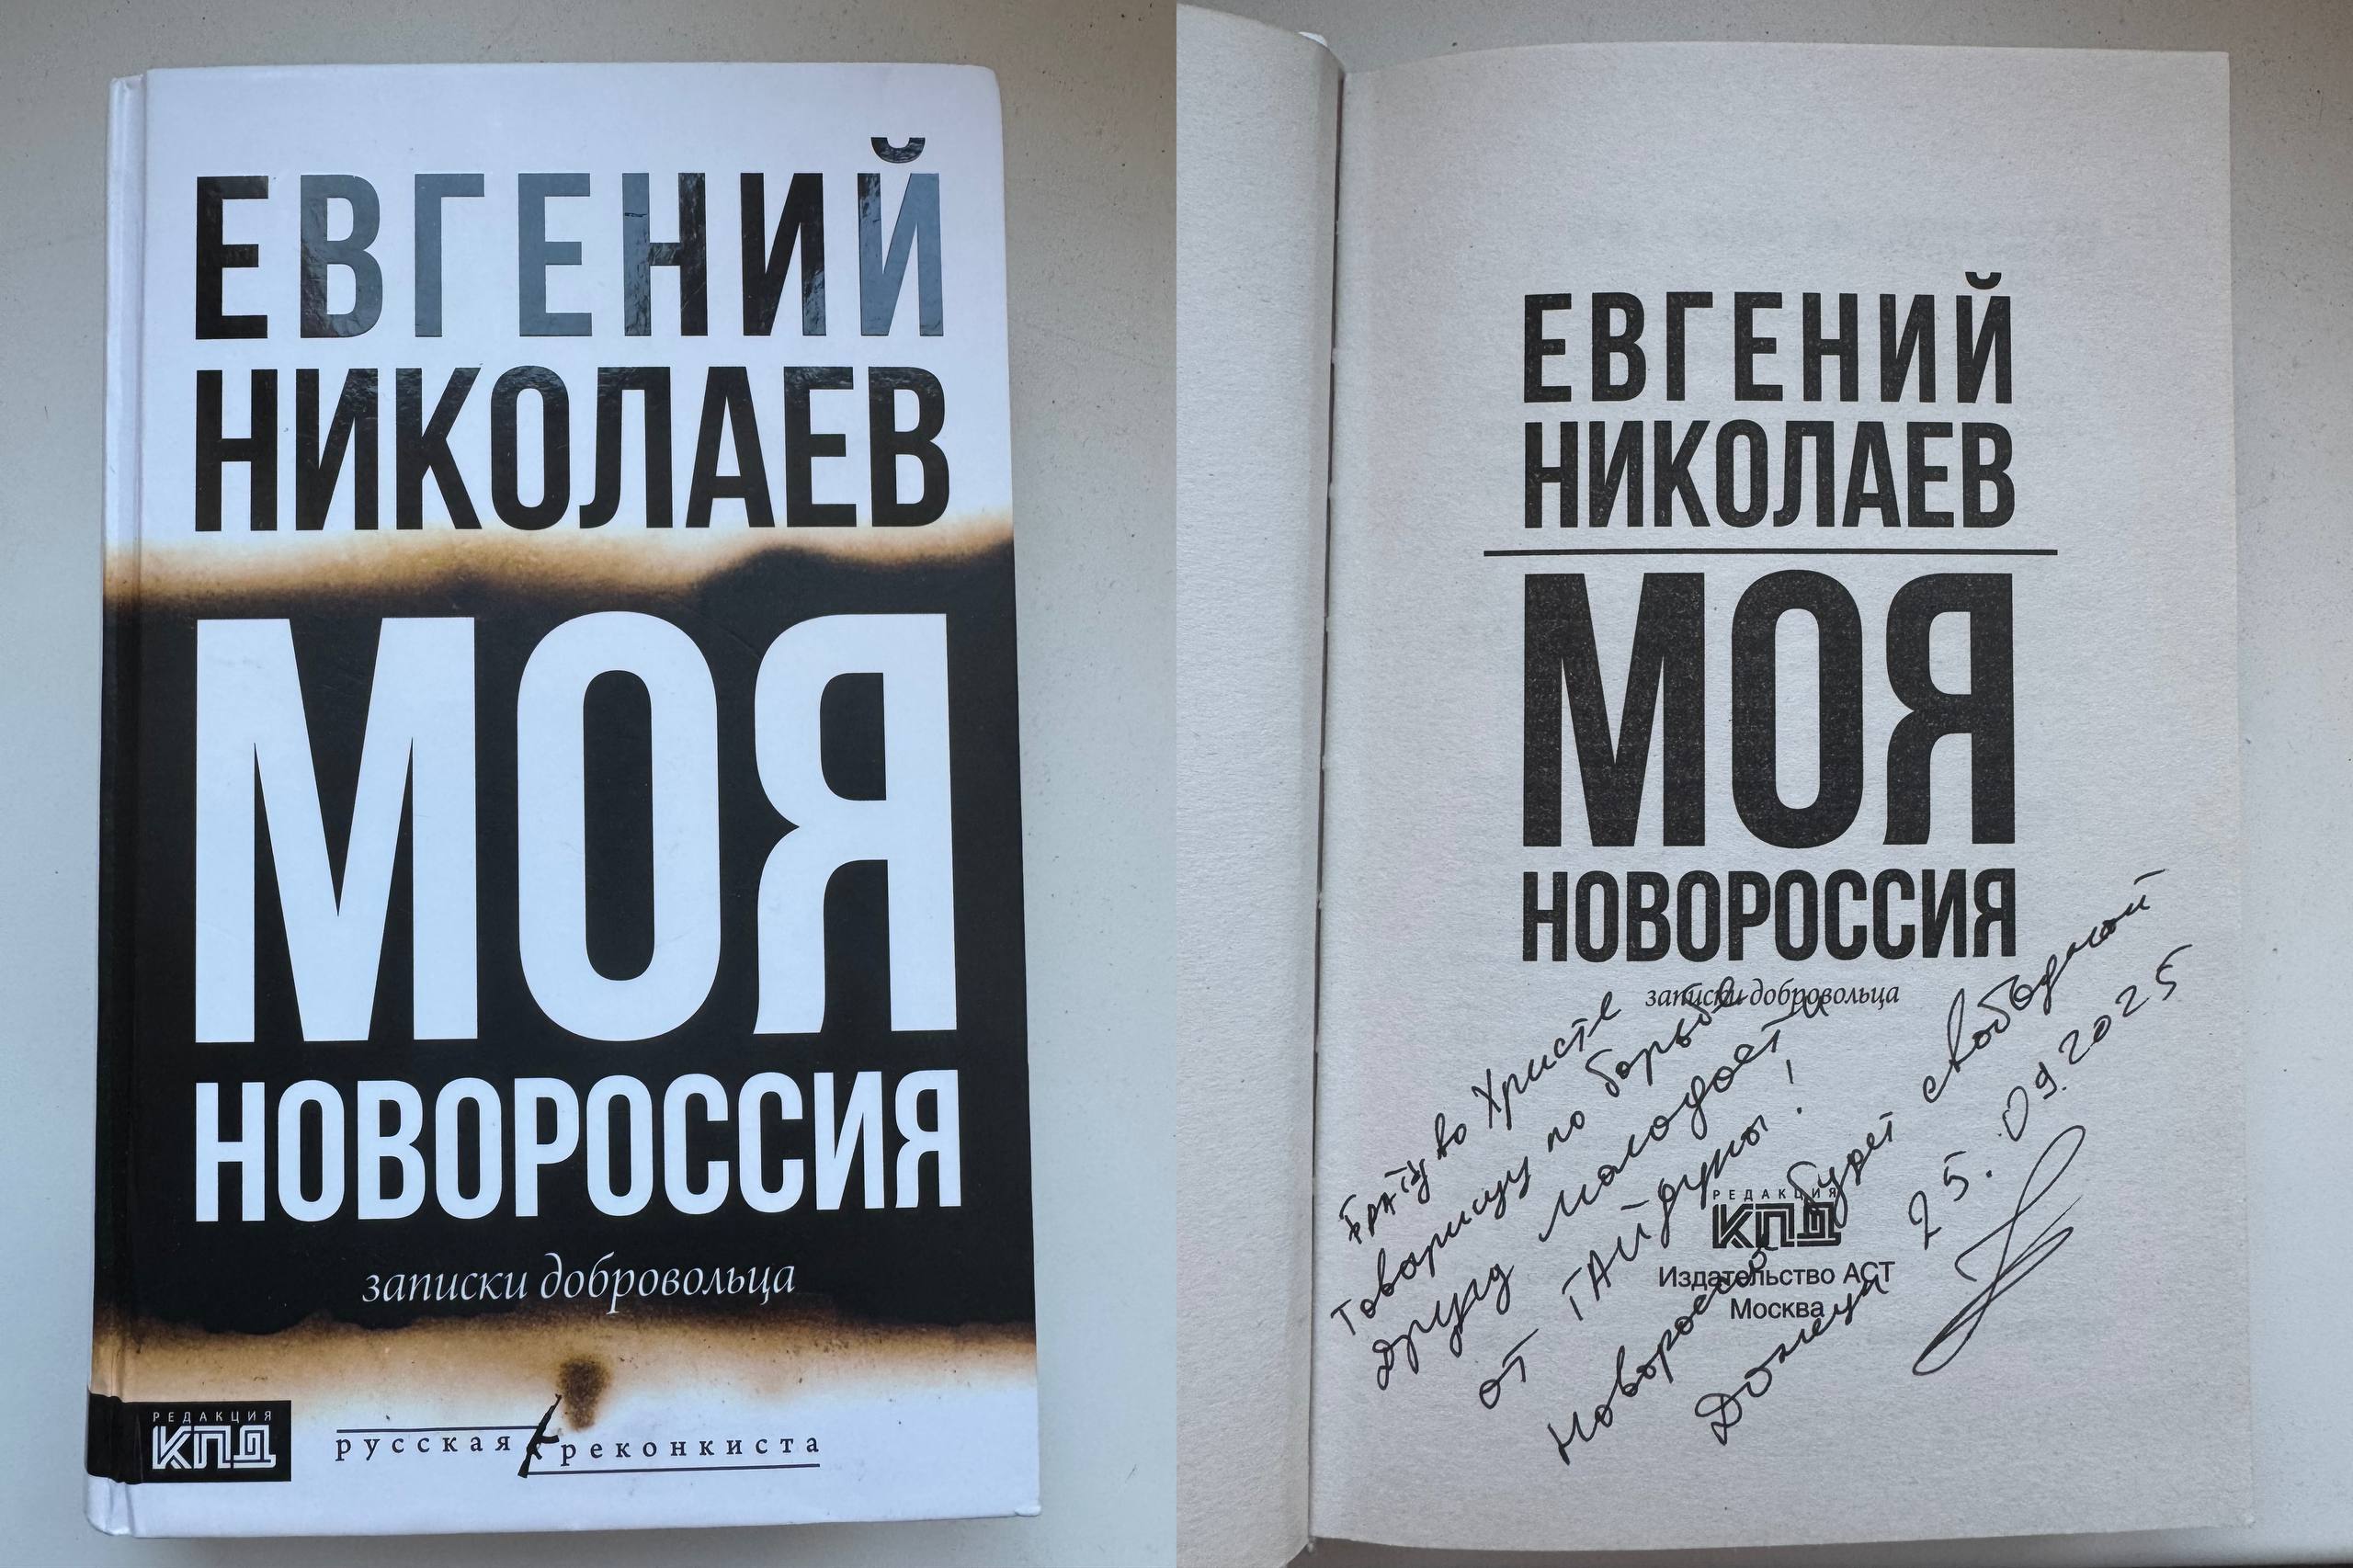 ЕВГЕНИЙ
НИКОЛАЕВ
МОЯ
НОВОРОССИЯ
записки добровольца
РЕДАКЦИЯ
КПД
русская реконкиста
ЕВГЕНИЙ
НИКОЛАЕВ
МОЯ
НОВОРОССИЯ
записки добровольца
Брату во Христе
Товарищу по борьбе
Другу молодости
от Гайдуны!
Новороссия будет свободной
Донецк 25.09.2025
РЕДАКЦИЯ
КПД
Издательство АСТ
Москва